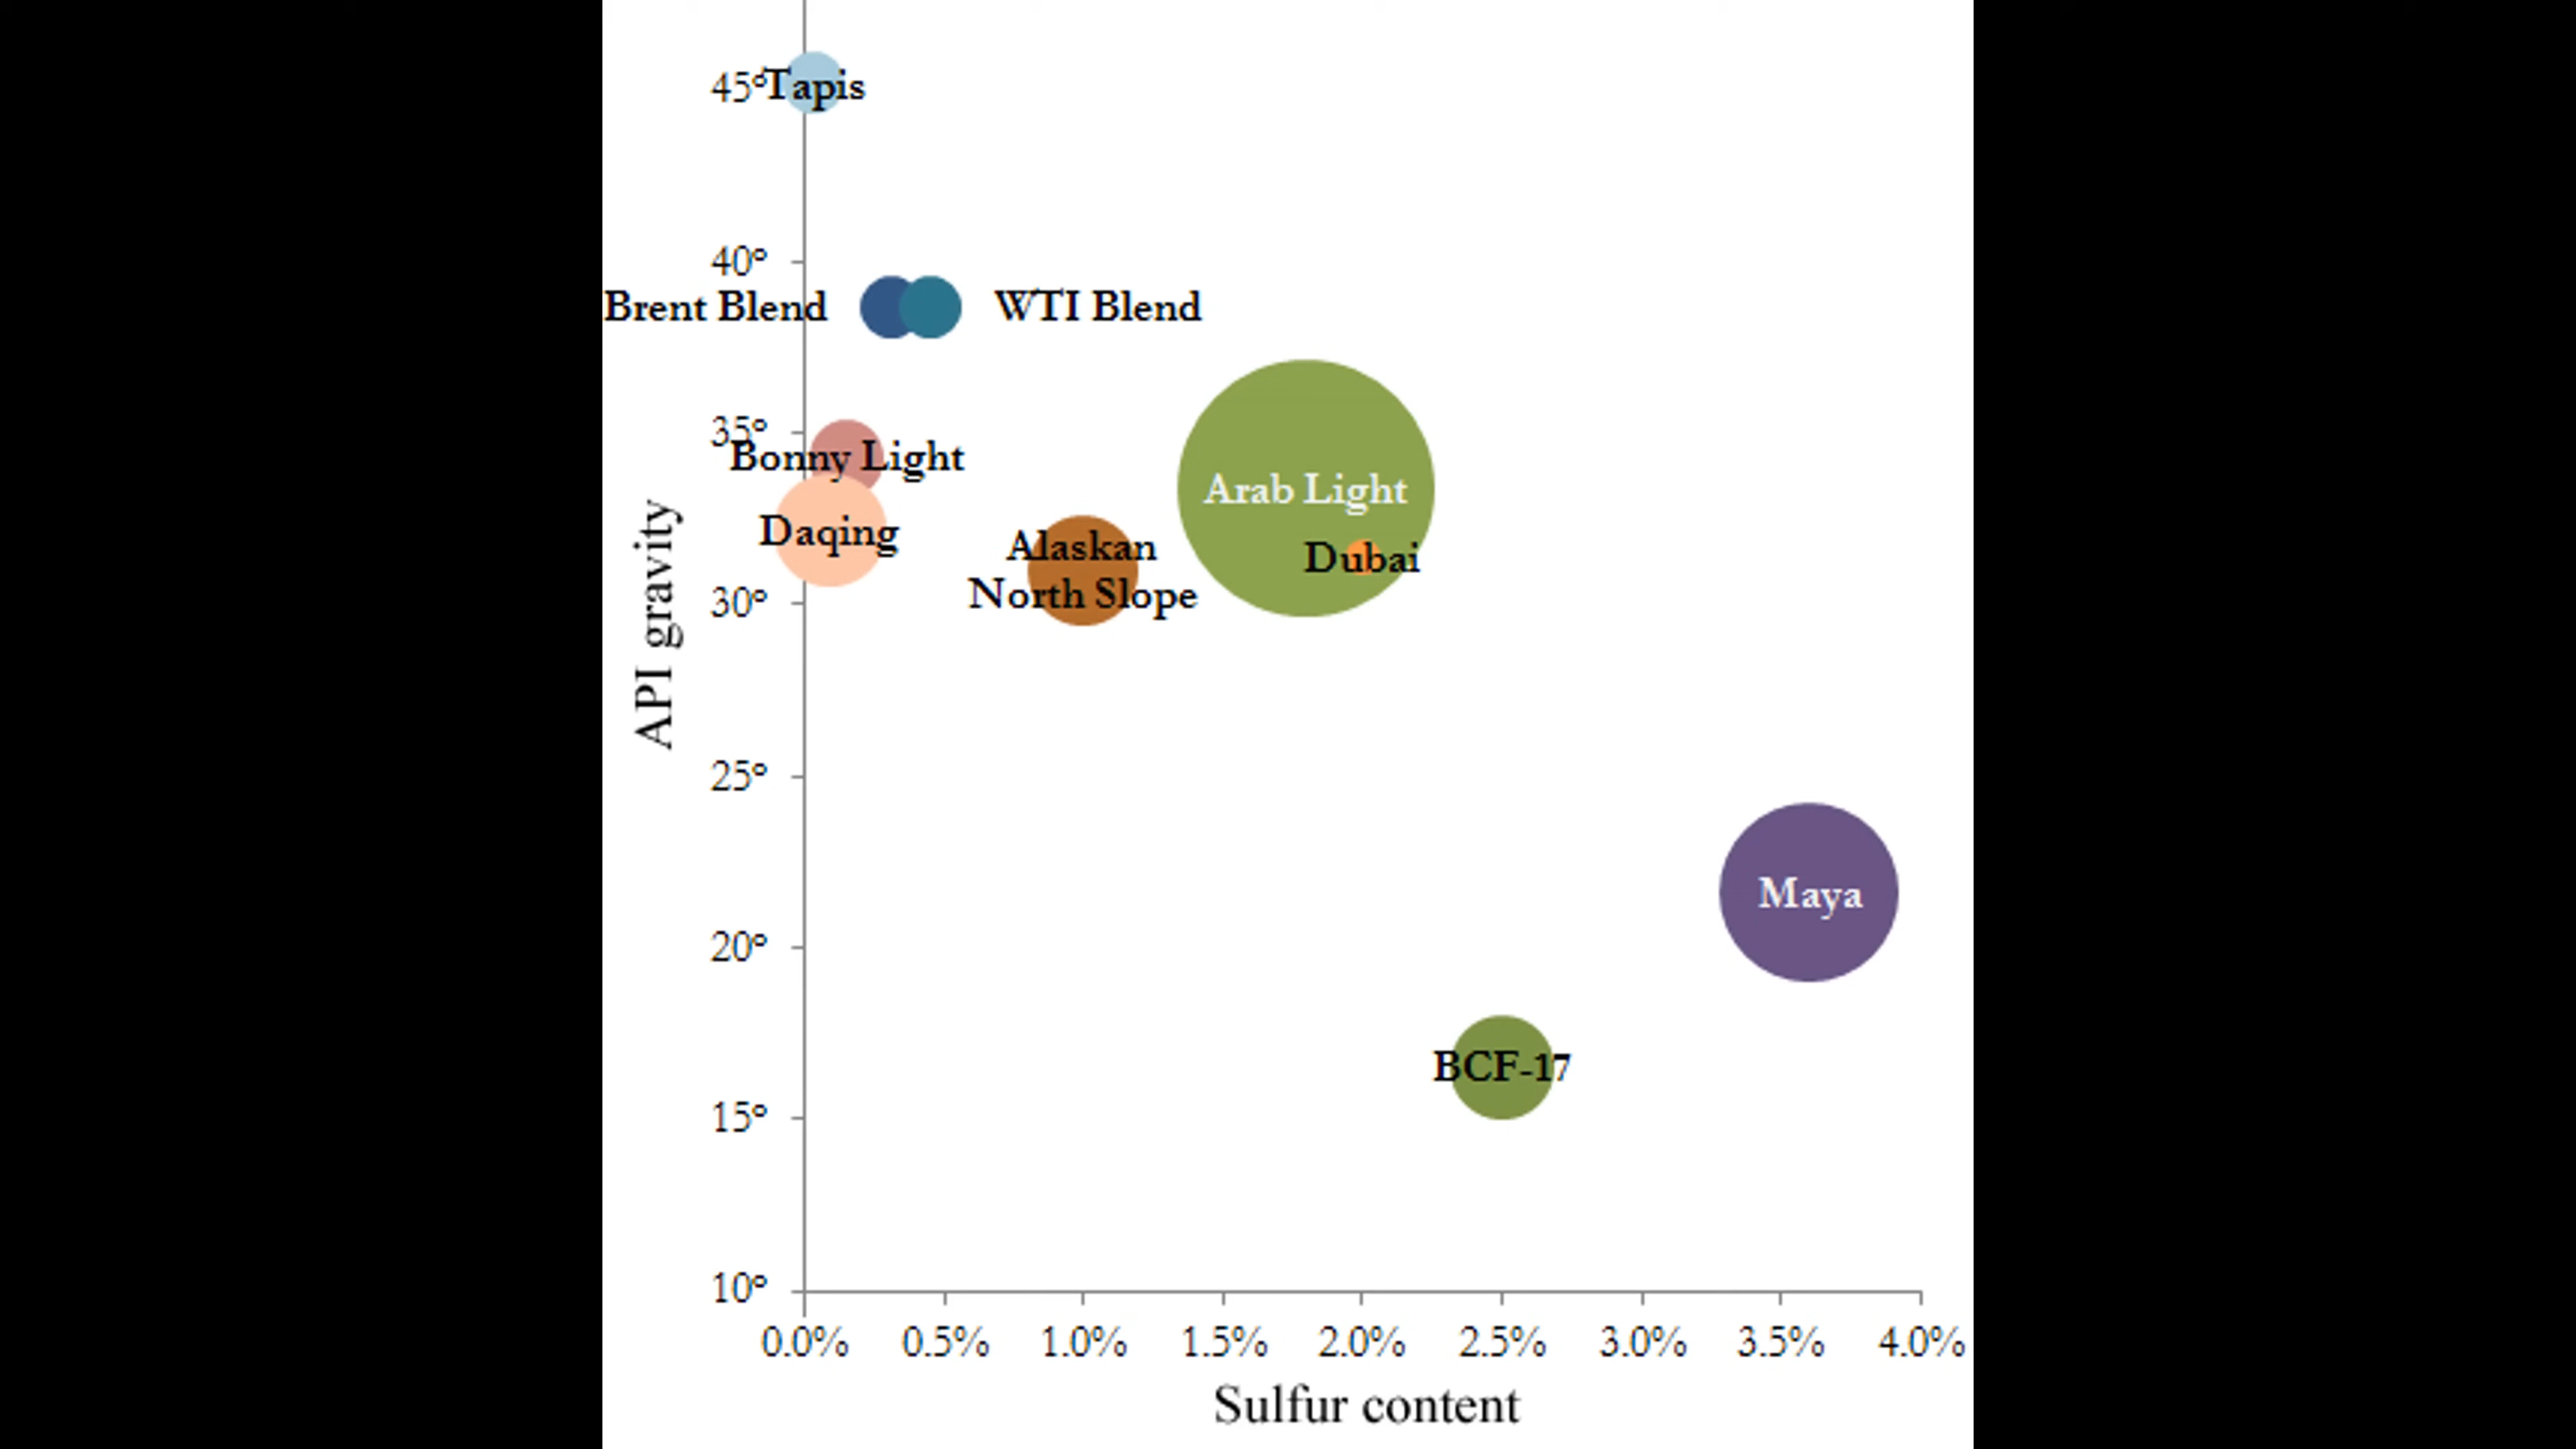 45°
Tapis
40°
Brent Blend
WTI Blend
35°
Bonny Light
Arab Light
Daqing
Alaskan
North Slope
Dubai
30°
API gravity
25°
Maya
20°
BCF-17
15°
10°
0.0% 0.5% 1.0% 1.5% 2.0% 2.5% 3.0% 3.5% 4.0%
Sulfur content